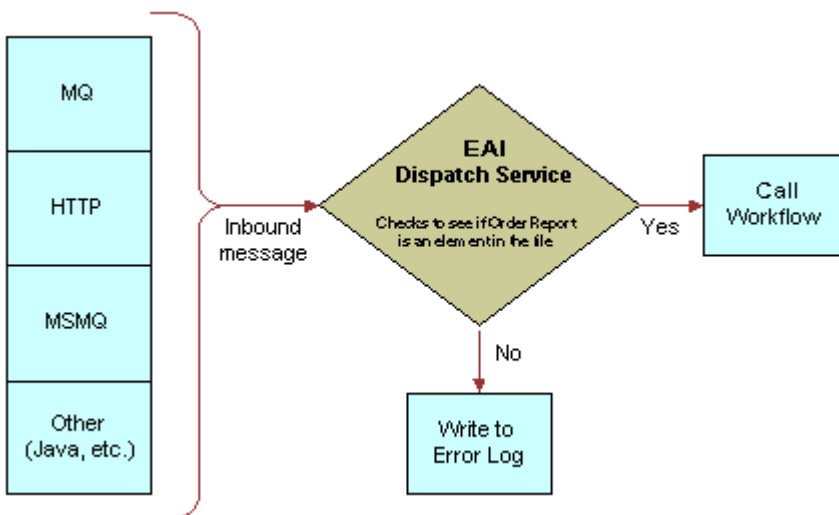 MQ
HTTP
MSMQ
Other
(Java, etc.)
Inbound
message
EAI
Dispatch Service
Checks to see if Order Report
is an element in the file
Yes
Call
Workflow
No
Write to
Error Log